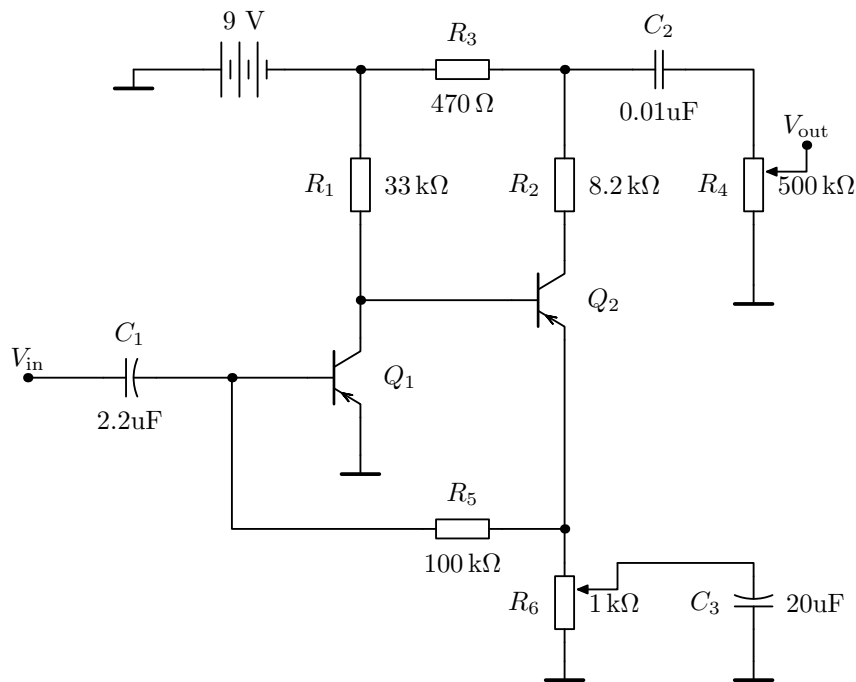 9 V
R3
470 Ω
C2
0.01uF
Vout
R1
33 kΩ
R2
8.2 kΩ
R4
500 kΩ
Q2
C1
Vin
2.2uF
Q1
R5
100 kΩ
R6
1 kΩ
C3
20uF